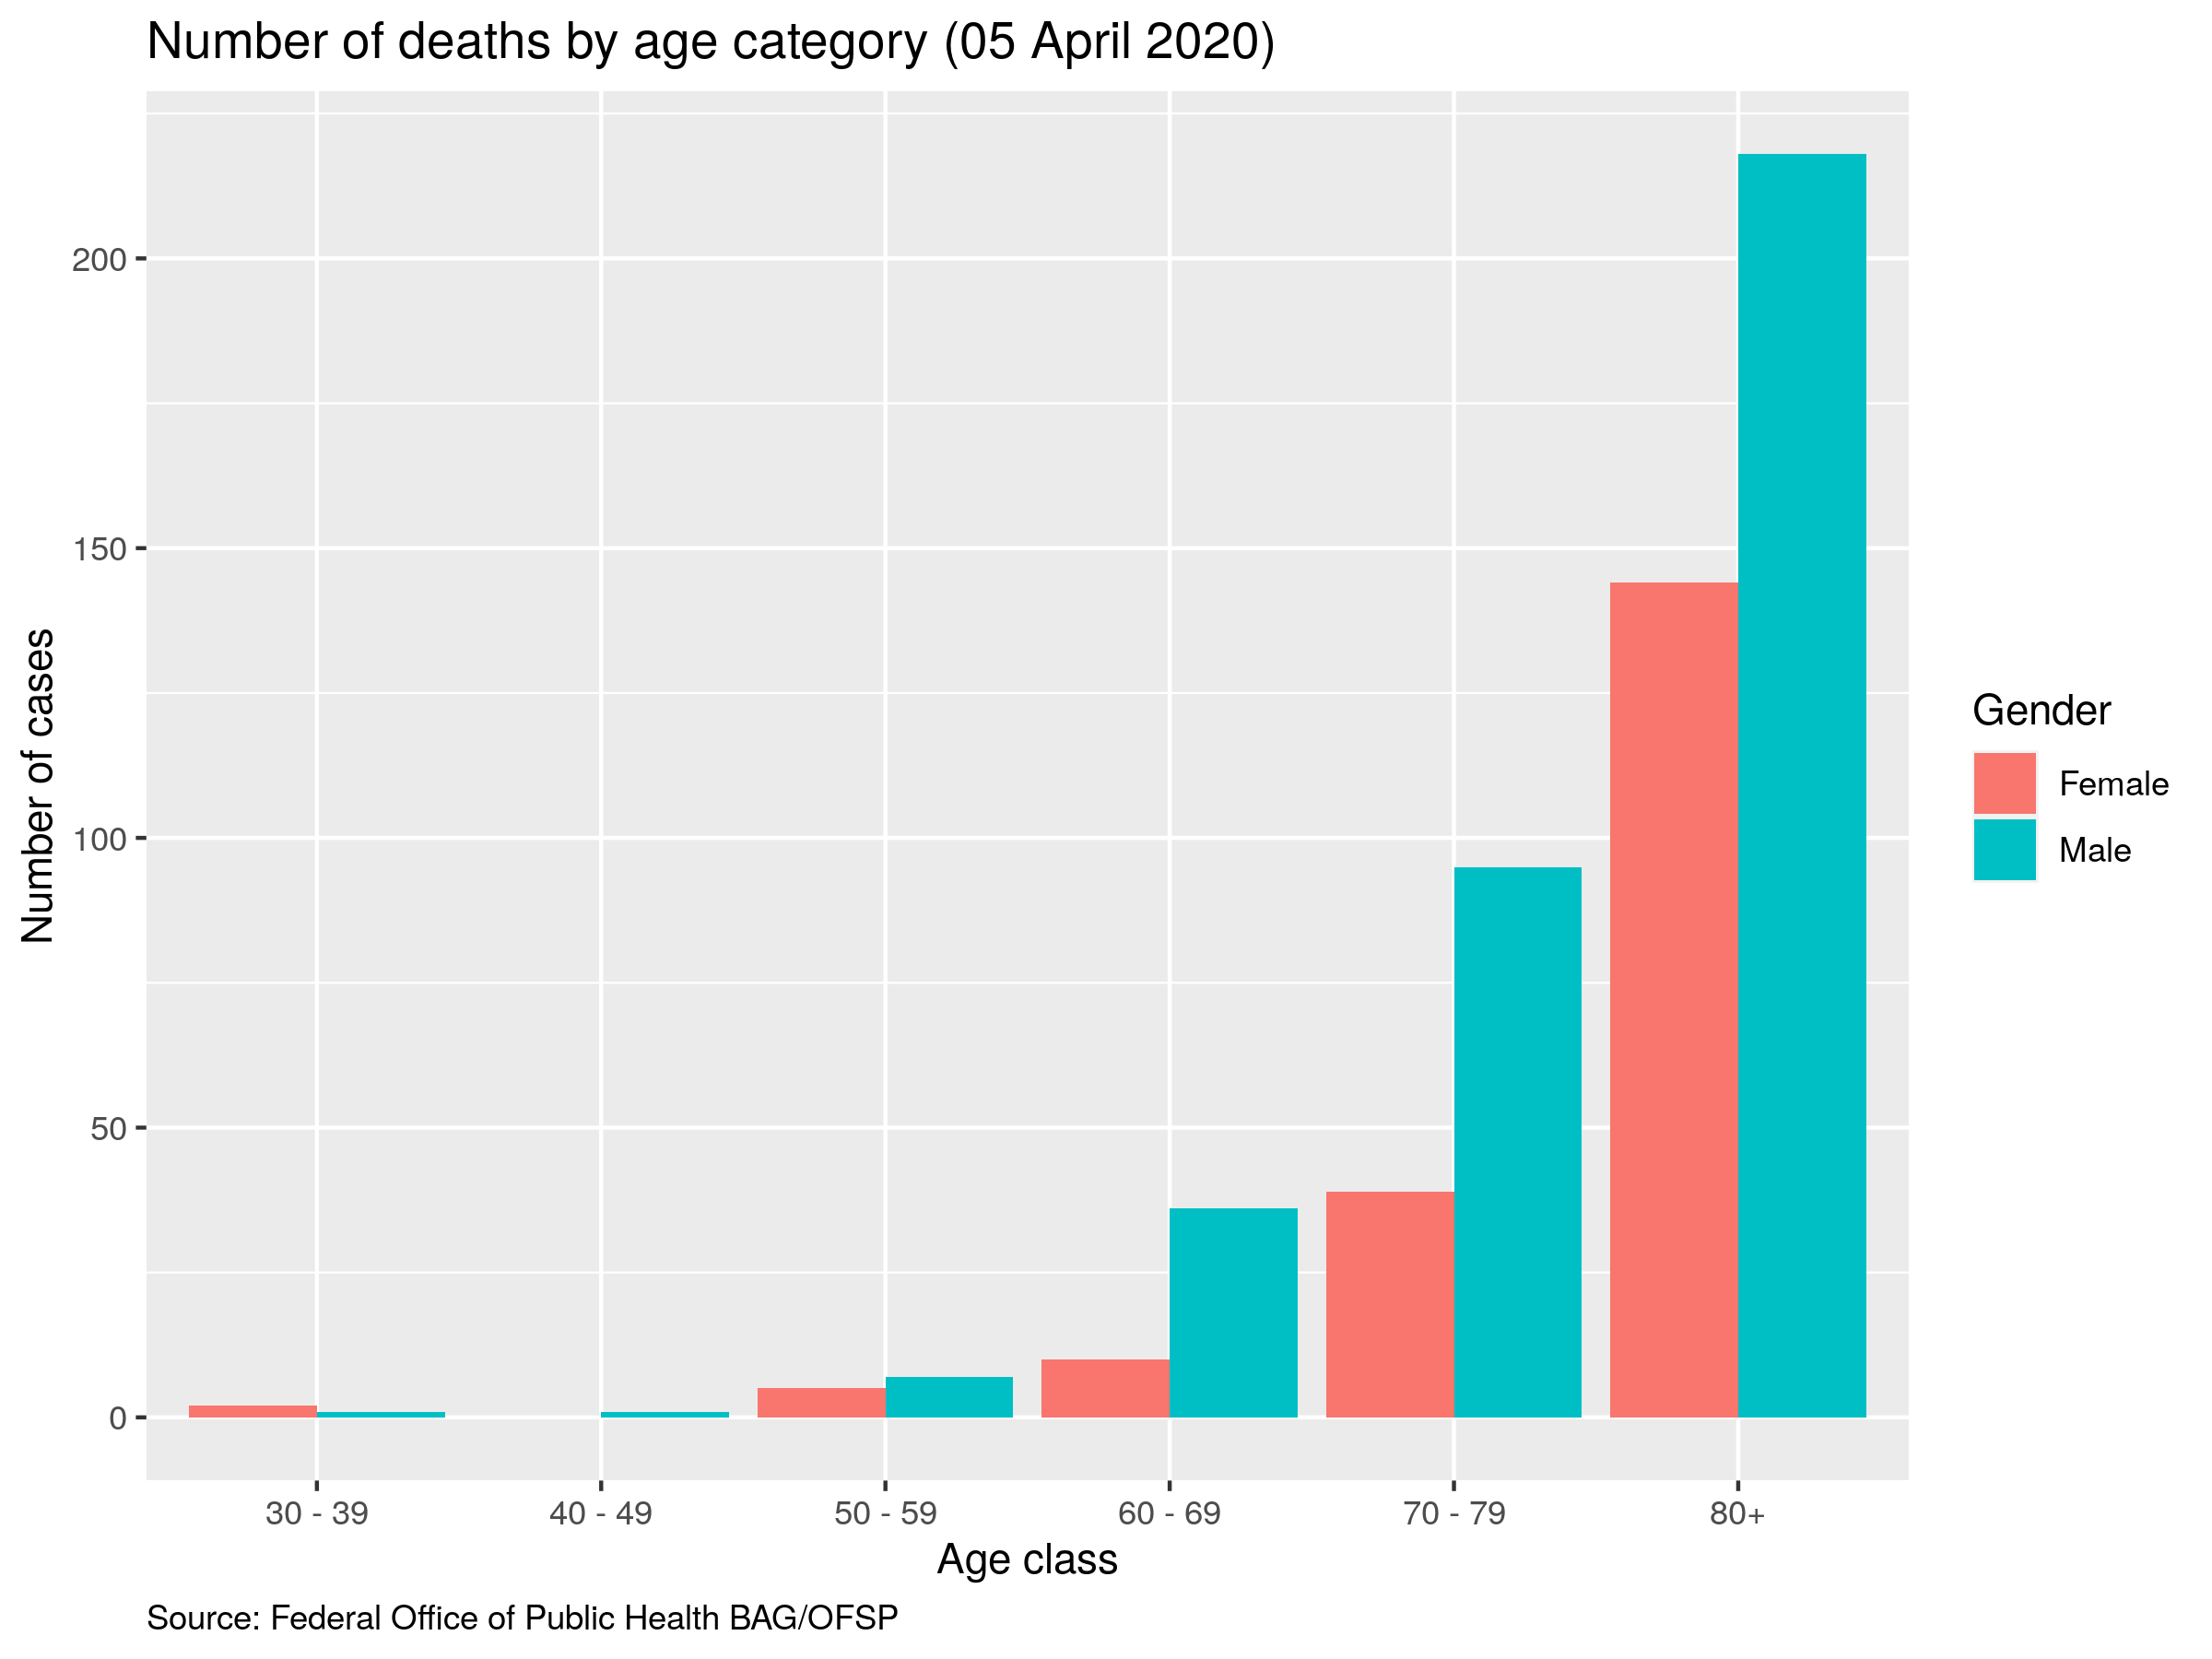 Number of deaths by age category (05 April 2020)
Number of cases
200
150
100
50
0
30 - 39
40 - 49
50 - 59
60 - 69
70 - 79
80+
Age class
Gender
Female
Male
Source: Federal Office of Public Health BAG/OFSP